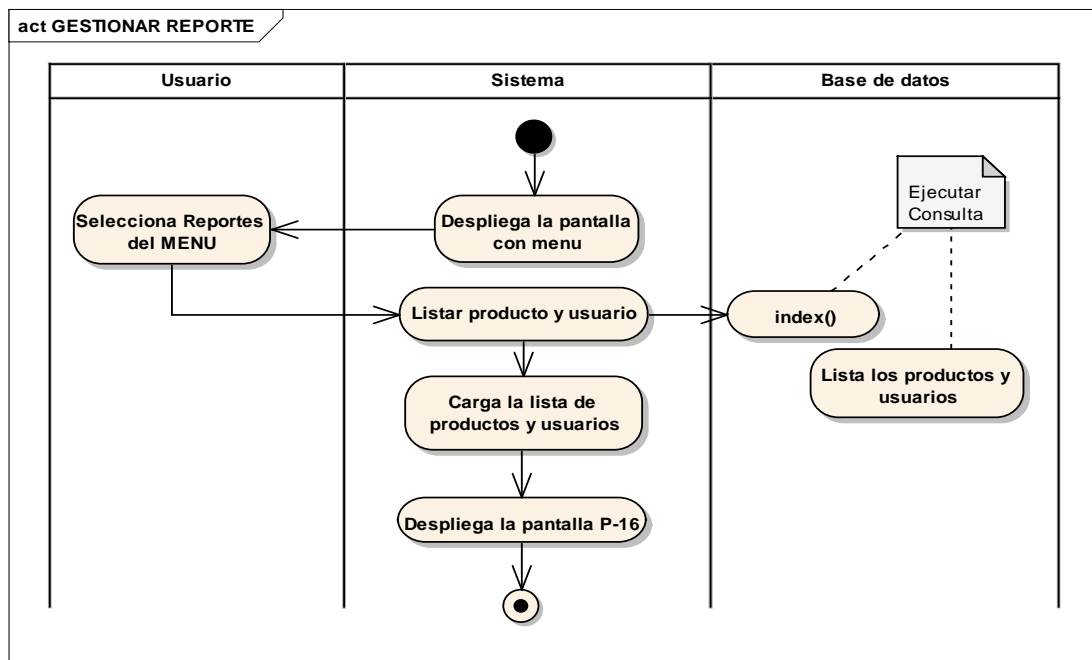 act GESTIONAR REPORTE
Usuario
Sistema
Base de datos
Ejecutar
Consulta
Selecciona Reportes
del MENU
Despliega la pantalla
con menu
Listar producto y usuario
index()
Lista los productos y
usuarios
Carga la lista de
productos y usuarios
Despliega la pantalla P-16